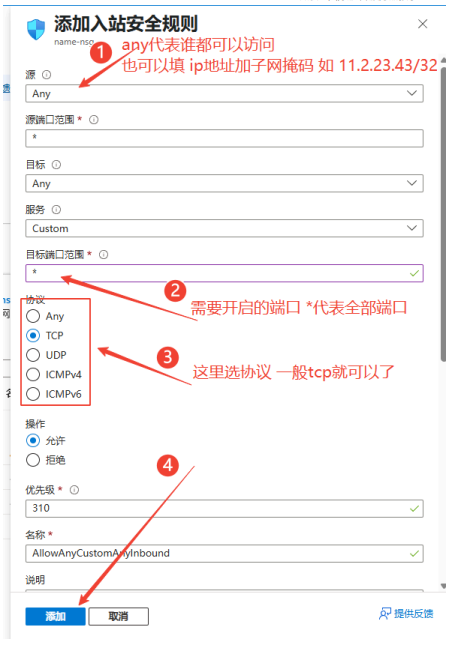 添加入站安全规则
name-nsg
1
any代表谁都可以访问
也可以填 ip地址加子网掩码 如 11.2.23.43/32
源
Any
源端口范围 *
*
目标
Any
服务
Custom
目标端口范围 *
*
2
需要开启的端口 *代表全部端口
协议
Any
TCP
UDP
ICMPv4
ICMPv6
3
这里选协议 一般tcp就可以了
操作
允许
拒绝
4
优先级 *
310
名称 *
AllowAnyCustomAnyInbound
说明
添加
取消
提供反馈